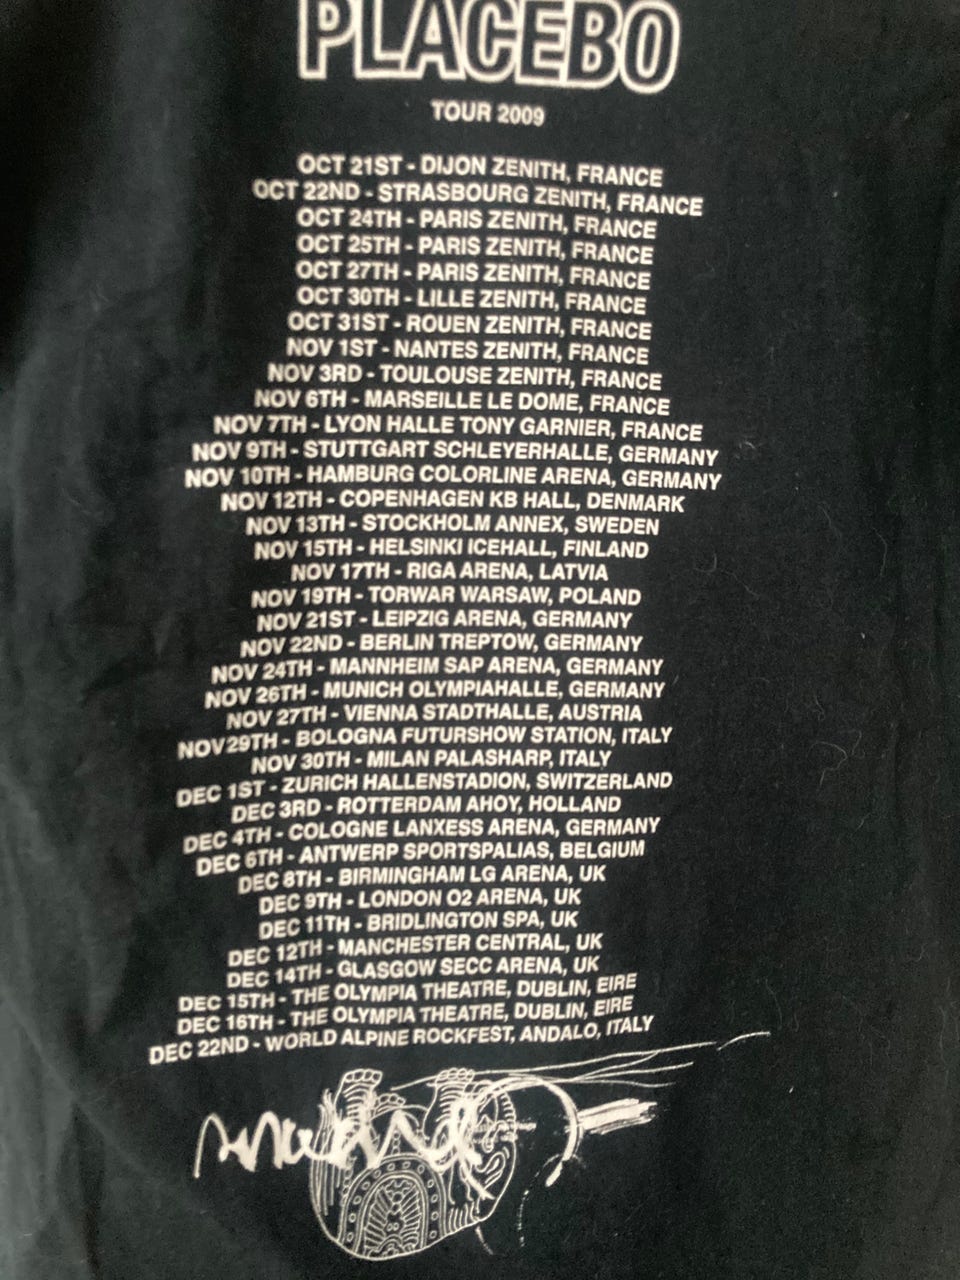 PLACEBO
TOUR 2009
OCT 21ST - DIJON ZENITH, FRANCE
OCT 22ND - STRASBOURG ZENITH, FRANCE
OCT 24TH - PARIS ZENITH, FRANCE
OCT 25TH - PARIS ZENITH, FRANCE
OCT 27TH - PARIS ZENITH, FRANCE
OCT 30TH - LILLE ZENITH, FRANCE
OCT 31ST - ROUEN ZENITH, FRANCE
NOV 1ST - NANTES ZENITH, FRANCE
NOV 3RD - TOULOUSE ZENITH, FRANCE
NOV 6TH - MARSEILLE LE DOME, FRANCE
NOV 7TH - LYON HALLE TONY GARNIER, FRANCE
NOV 9TH - STUTTGART SCHLEYERHALLE, GERMANY
NOV 10TH - HAMBURG COLORLINE ARENA, GERMANY
NOV 12TH - COPENHAGEN KB HALL, DENMARK
NOV 13TH - STOCKHOLM ANNEX, SWEDEN
NOV 15TH - HELSINKI ICEHALL, FINLAND
NOV 17TH - RIGA ARENA, LATVIA
NOV 19TH - TORWAR WARSAW, POLAND
NOV 21ST - LEIPZIG ARENA, GERMANY
NOV 22ND - BERLIN TREPTOW, GERMANY
NOV 24TH - MANNHEIM SAP ARENA, GERMANY
NOV 26TH - MUNICH OLYMPIAHALLE, GERMANY
NOV 27TH - VIENNA STADTHALLE, AUSTRIA
NOV 29TH - BOLOGNA FUTURSHOW STATION, ITALY
NOV 30TH - MILAN PALASHARP, ITALY
DEC 1ST - ZURICH HALLENSTADION, SWITZERLAND
DEC 3RD - ROTTERDAM AHOY, HOLLAND
DEC 4TH - COLOGNE LANXESS ARENA, GERMANY
DEC 6TH - ANTWERP SPORTSPALIAS, BELGIUM
DEC 8TH - BIRMINGHAM LG ARENA, UK
DEC 9TH - LONDON O2 ARENA, UK
DEC 11TH - BRIDLINGTON SPA, UK
DEC 12TH - MANCHESTER CENTRAL, UK
DEC 14TH - GLASGOW SECC ARENA, UK
DEC 15TH - THE OLYMPIA THEATRE, DUBLIN, EIRE
DEC 16TH - THE OLYMPIA THEATRE, DUBLIN, EIRE
DEC 22ND - WORLD ALPINE ROCKFEST, ANDALO, ITALY